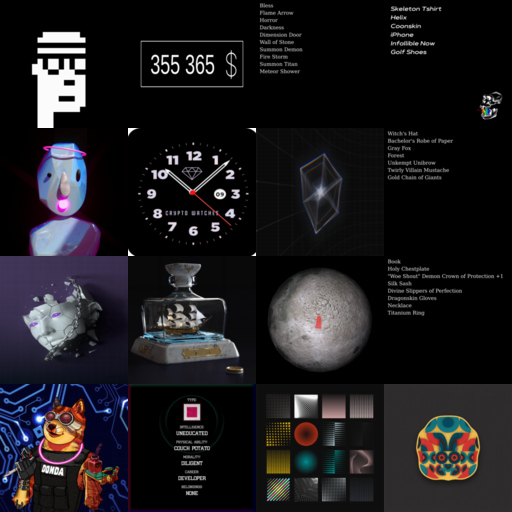 355 365 $
Bless
Flame Arrow
Horror
Darkness
Dimension Door
Wall of Stone
Summon Demon
Fire Storm
Summon Titan
Meteor Shower
Skeleton Tshirt
Helix
Coonskin
iPhone
Infallible Now
Golf Shoes
11 12 1
10 2
9 3
8 4
7 6 5
09
CRYPTO WATCHES
Witch's Hat
Bachelor's Robe of Paper
Gray Fox
Forest
Unkempt Unibrow
Twirly Villain Mustache
Gold Chain of Giants
Book
Holy Chestplate
"Woe Shout" Demon Crown of Protection +1
Silk Sash
Divine Slippers of Perfection
Dragonskin Gloves
Necklace
Titanium Ring
DONDA
TYPE:
INTELLIGENCE:
UNEDUCATED
PHYSICAL ABILITY:
COUCH POTATO
MORALITY:
DILIGENT
CAREER:
DEVELOPER
NONE